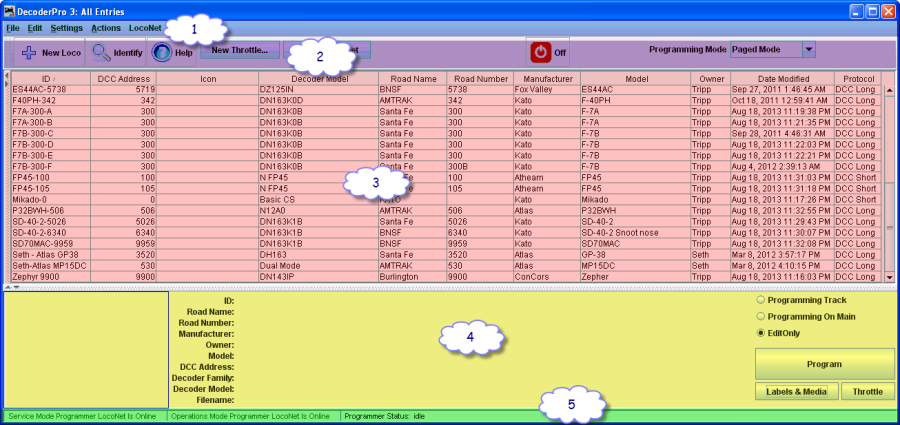 DecoderPro 3: All Entries
File Edit Settings Actions LocoNet 1
New Loco Identify Help New Throttle... 2 Off Programming Mode Paged Mode
ID DCC Address Icon Decoder Model Road Name Road Number Manufacturer Model Owner Date Modified Protocol
ES44AC-5738 5719 DZ125IN BNSF 5738 Fox Valley ES44AC Tripp Sep 27, 2011 1:46:45 AM DCC Long
F40PH-342 342 DN163K0D AMTRAK 342 Kato F-40PH Tripp Oct 18, 2011 12:59:41 AM DCC Long
F7A-300-A 300 DN163K0B Santa Fe 300 Kato F-7A Tripp Aug 18, 2013 11:19:38 PM DCC Long
F7A-300-B 300 DN163K0B Santa Fe 300 Kato F-7A Tripp Aug 18, 2013 11:21:35 PM DCC Long
F7B-300-C 300 DN163K0B Santa Fe 300 Kato F-7B Tripp Sep 28, 2011 4:46:31 AM DCC Long
F7B-300-D 300 DN163K0B Santa Fe 300 Kato F-7B Tripp Aug 18, 2013 11:22:03 PM DCC Long
F7B-300-E 300 DN163K0B Santa Fe 300 Kato F-7B Tripp Aug 18, 2013 11:22:21 PM DCC Long
F7B-300-F 300 DN163K0B Santa Fe 300B Kato F-7B Tripp Aug 4, 2012 2:39:13 AM DCC Long
FP45-100 100 N FP45 Fe 100 Athearn FP45 Tripp Aug 18, 2013 11:31:03 PM DCC Short
FP45-105 105 N FP45 3 Fe 105 Athearn FP45 Tripp Aug 18, 2013 11:31:18 PM DCC Short
Mikado-0 0 Basic CS KATO Kato Mikado Tripp Aug 18, 2013 11:17:26 PM DCC Short
P32BWH-506 506 N12A0 AMTRAK 506 Atlas P32BWH Tripp Aug 18, 2013 11:32:55 PM DCC Long
SD-40-2-5026 5026 DN163K1B Santa Fe 5026 Kato SD-40-2 Tripp Aug 18, 2013 11:29:43 PM DCC Long
SD-40-2-6340 6340 DN163K1B BNSF 6340 Kato SD-40-2 Snoot nose Tripp Aug 18, 2013 11:30:07 PM DCC Long
SD70MAC-9959 9959 DN163K1B BNSF 9959 Kato SD70MAC Tripp Aug 18, 2013 11:32:08 PM DCC Long
Seth - Atlas GP38 3520 DH163 Santa Fe 3520 Atlas GP-38 Seth Mar 8, 2012 3:57:17 PM DCC Long
Seth-Atlas MP15DC 530 Dual Mode AMTRAK 530 Atlas MP15DC Seth Mar 8, 2012 4:10:15 PM DCC Long
Zephyr 9900 9900 DN143IP Burlington 9900 ConCors Zepher Tripp Aug 18, 2013 11:16:03 PM DCC Long
ID:
Road Name:
Road Number:
Manufacturer:
Owner:
Model:
DCC Address:
Decoder Family:
Decoder Model:
Filename:
4
Programming Track
Programming On Main
EditOnly
Program
Labels & Media Throttle
Service Mode Programmer LocoNet Is Online Operations Mode Programmer LocoNet Is Online Programmer Status: idle 5